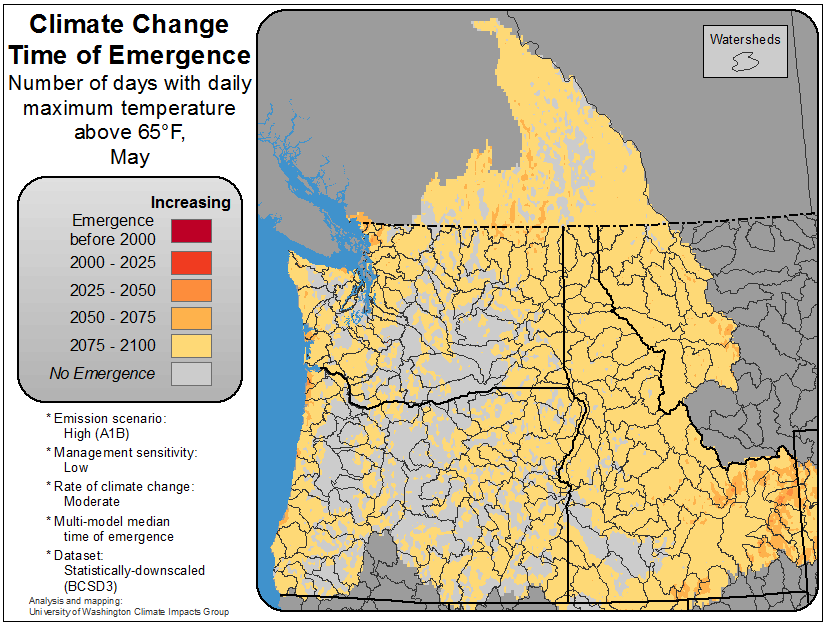 Climate Change
Time of Emergence
Number of days with daily
maximum temperature
above 65°F,
May
Increasing
Emergence
before 2000
2000 - 2025
2025 - 2050
2050 - 2075
2075 - 2100
No Emergence
* Emission scenario:
High (A1B)
* Management sensitivity:
Low
* Rate of climate change:
Moderate
* Multi-model median
time of emergence
* Dataset:
Statistically-downscaled
(BCSD3)
Analysis and mapping:
University of Washington Climate Impacts Group
Watersheds